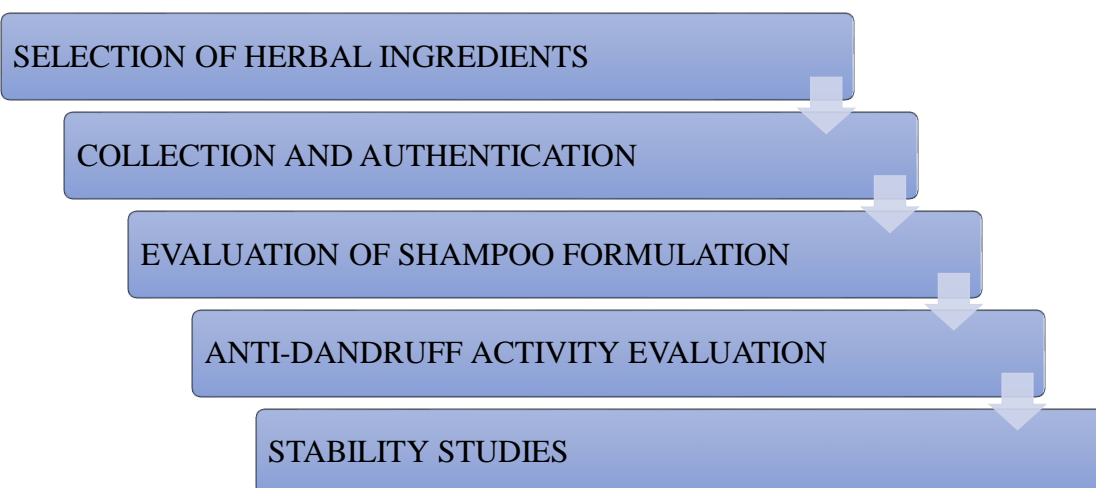 SELECTION OF HERBAL INGREDIENTS
COLLECTION AND AUTHENTICATION
EVALUATION OF SHAMPOO FORMULATION
ANTI-DANDRUFF ACTIVITY EVALUATION
STABILITY STUDIES